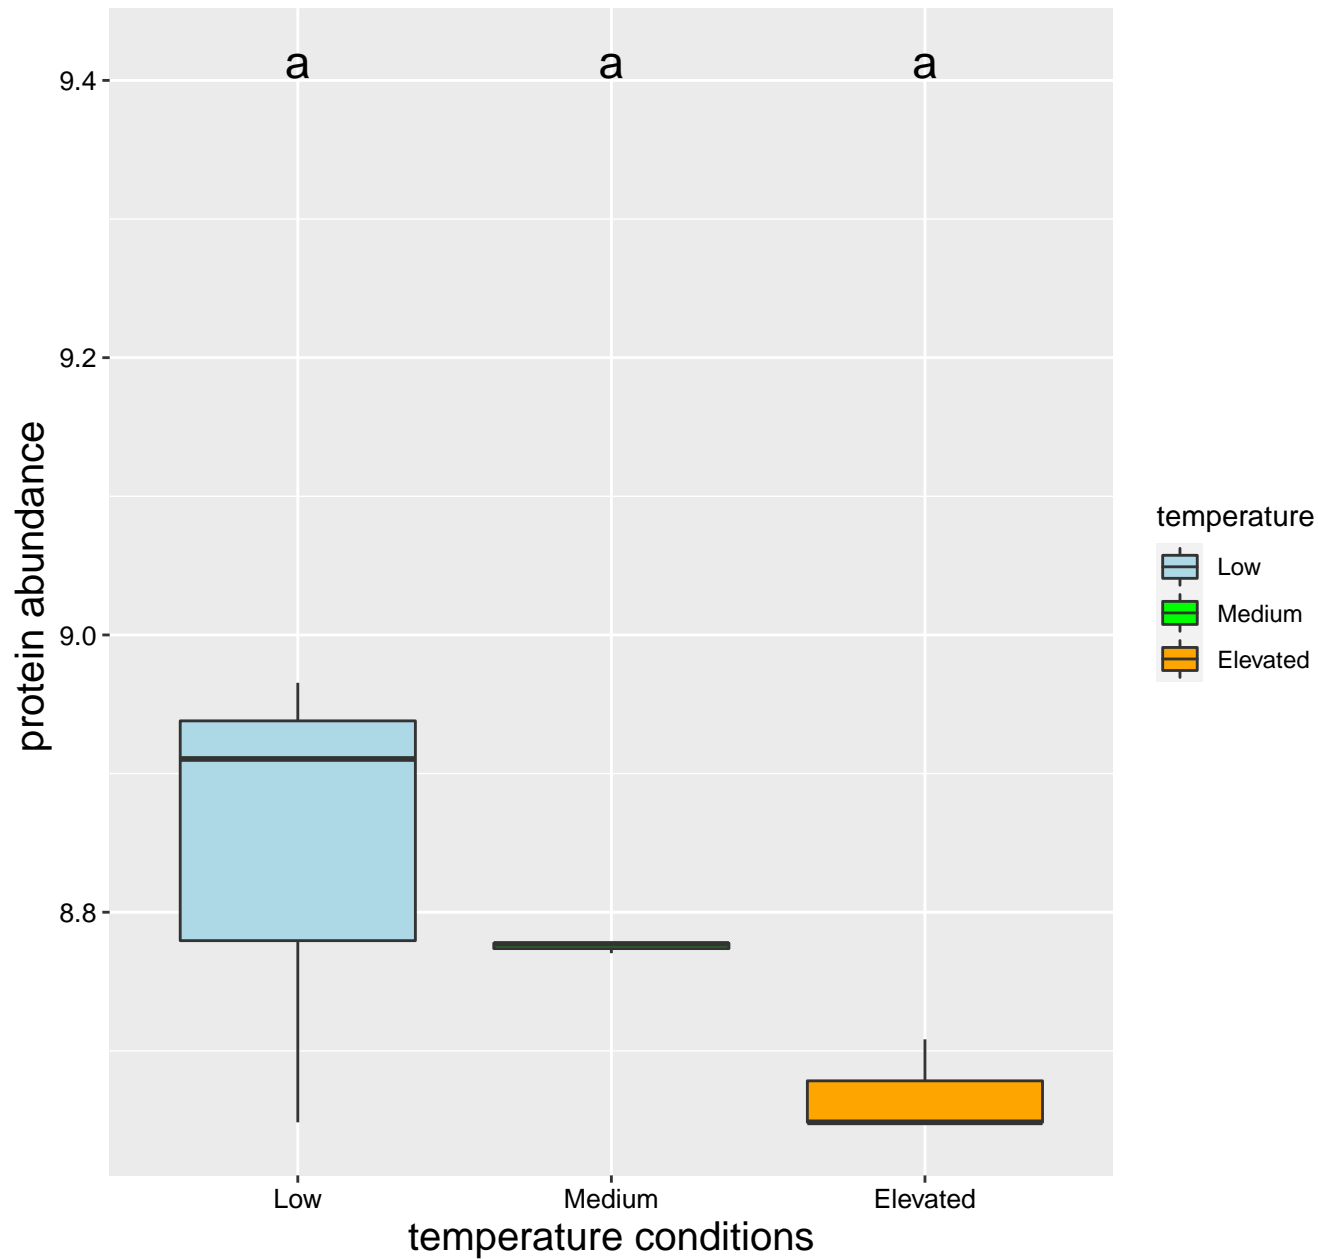 a a a
9.4
9.2
9.0
8.8
protein abundance
Low Medium Elevated
temperature conditions
temperature
Low
Medium
Elevated